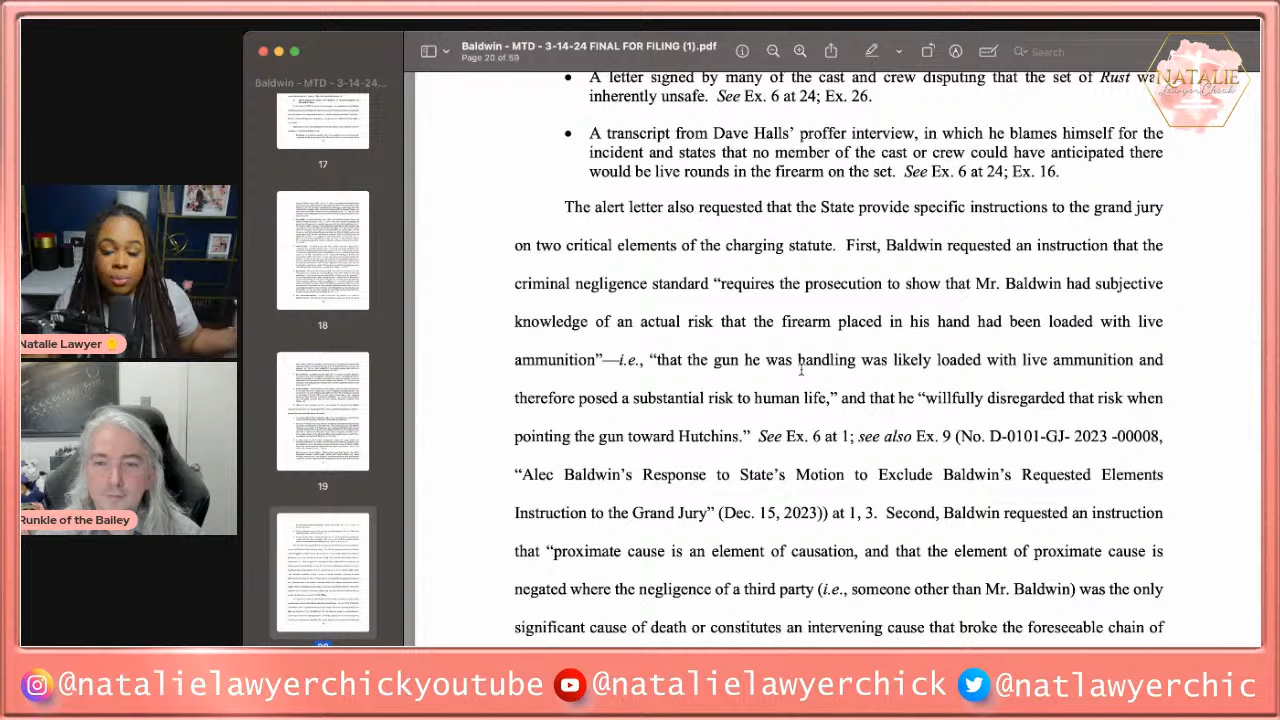 Baldwin - MTD - 3-14-24 FINAL FOR FILING (1).pdf
Page 20 of 59
Search
NATALIE
LawyerChick
Baldwin - MTD - 3-14-24...
17
18
19
20
• A letter signed by many of the cast and crew disputing that the set of Rust was
inherently unsafe. See Ex. 6 at 24; Ex. 26.
• A transcript from David Halls' proffer interview, in which he blames himself for the
incident and states that no member of the cast or crew could have anticipated there
would be live rounds in the firearm on the set. See Ex. 6 at 24; Ex. 16.
The
letter also
the State provide specific instructions to the grand jury
on two critical elements of the
statute. First, Baldwin requested an instruction that the
criminal negligence standard “requires the prosecution to show that Mr. Baldwin had subjective
knowledge of an actual risk that the firearm placed in his hand had been loaded with live
ammunition”—i.e., “that the gun he was handling was likely loaded with live ammunition and
therefore posed a substantial risk to human life,” and that he “willfully disregarded that risk when
pointing the gun toward Ms. Hutchins.” Ex. 6 at 1; see also Ex. 9 (No. D-101-CR-2023-00008,
“Alec Baldwin’s Response to State’s Motion to Exclude Baldwin’s Requested Elements
Instruction to the Grand Jury” (Dec. 15, 2023)) at 1, 3. Second, Baldwin requested an instruction
that “proximate cause
causation, and that the element of proximate cause is
negated where the negligence of a third party (i.e., someone other than Mr. Baldwin) was the only
significant cause of death or constituted an intervening cause that broke the foreseeable chain of
Natalie Lawyer
Runkle of the Bailey
@natalielawyerchickyoutube
@natalielawyerchick
@natlawyerchic